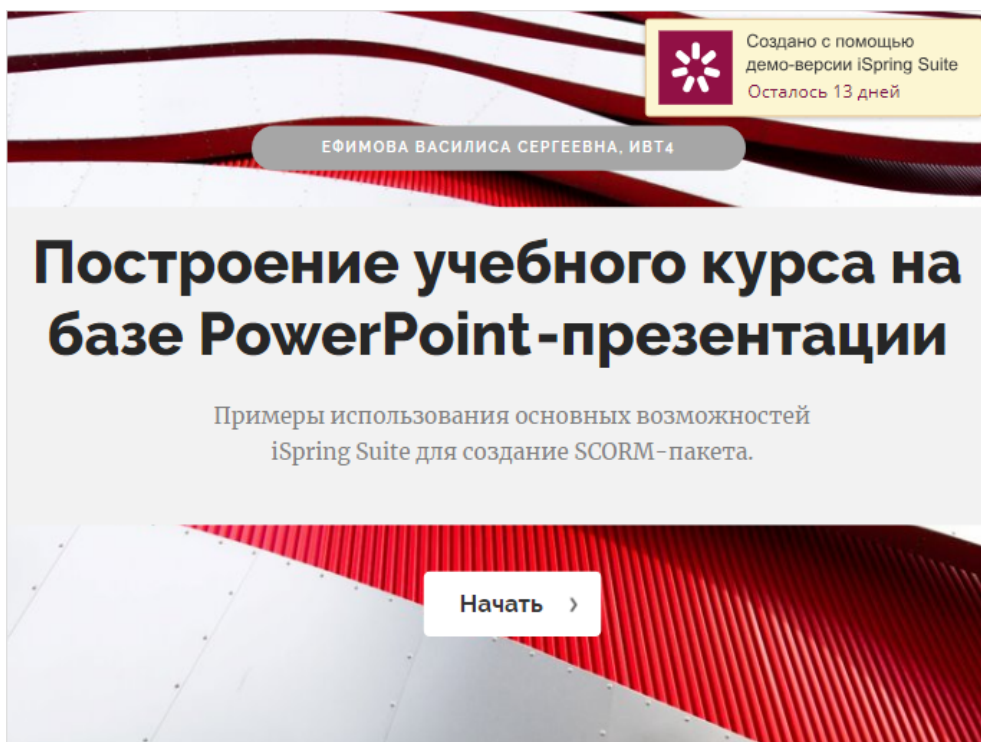 Создано с помощью
демо-версии iSpring Suite
Осталось 13 дней
ЕФИМОВА ВАСИЛИСА СЕРГЕЕВНА, ИВТ4
Построение учебного курса на
базе PowerPoint-презентации
Примеры использования основных возможностей
iSpring Suite для создание SCORM-пакета.
Начать